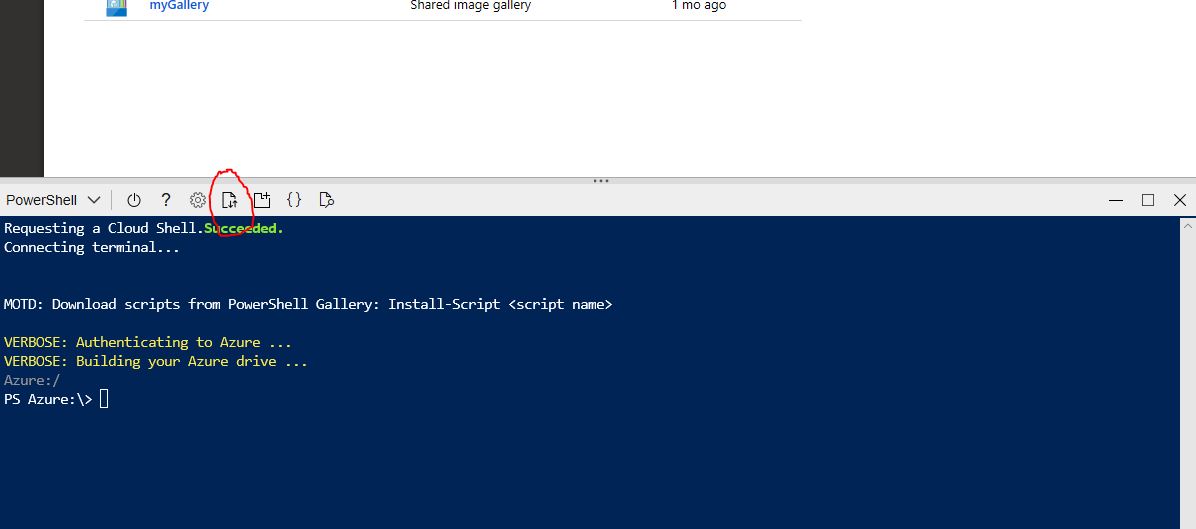 myGallery Shared image gallery 1 mo ago
PowerShell ? {}
Requesting a Cloud Shell.Succeeded.
Connecting terminal...
MOTD: Download scripts from PowerShell Gallery: Install-Script <script name>
VERBOSE: Authenticating to Azure ...
VERBOSE: Building your Azure drive ...
Azure:/
PS Azure:\>